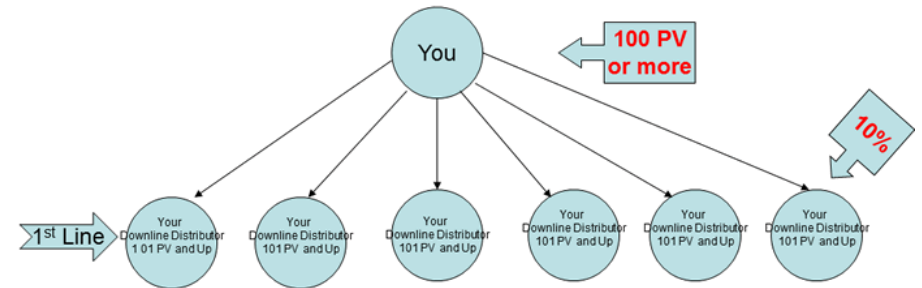 You
100 PV
or more
10%
1st Line
Your
Downline Distributor
1 01 PV and Up
Your
Downline Distributor
101 PV and Up
Your
Downline Distributor
101 PV and Up
Your
Downline Distributor
101 PV and Up
Your
Downline Distributor
101 PV and Up
Your
Downline Distributor
101 PV and Up